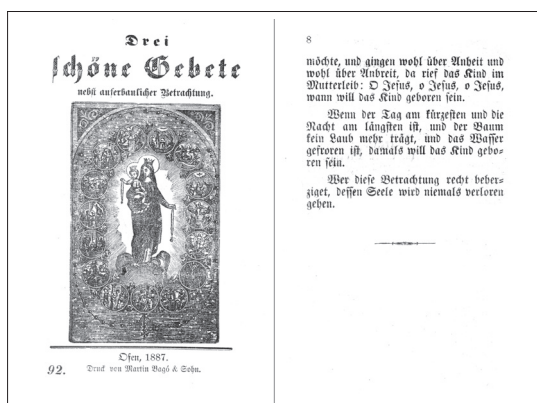 Drei
schöne Gebete
nebst auferbaulicher Betrachtung.
Ofen, 1887.
92. Druck von Martin Bagó & Sohn.
8
möchte, und gingen wohl über Anheit und
wohl über Anbreit, da rief das Kind im
Mutterleib: O Jesus, o Jesus, o Jesus,
wann will das Kind geboren sein.
Wenn der Tag am kürzesten und die
Nacht am längsten ist, und der Baum
kein Laub mehr trägt, und das Wasser
gefroren ist, damals will das Kind gebo-
ren sein.
Wer diese Betrachtung recht beher-
ziget, dessen Seele wird niemals verloren
gehen.